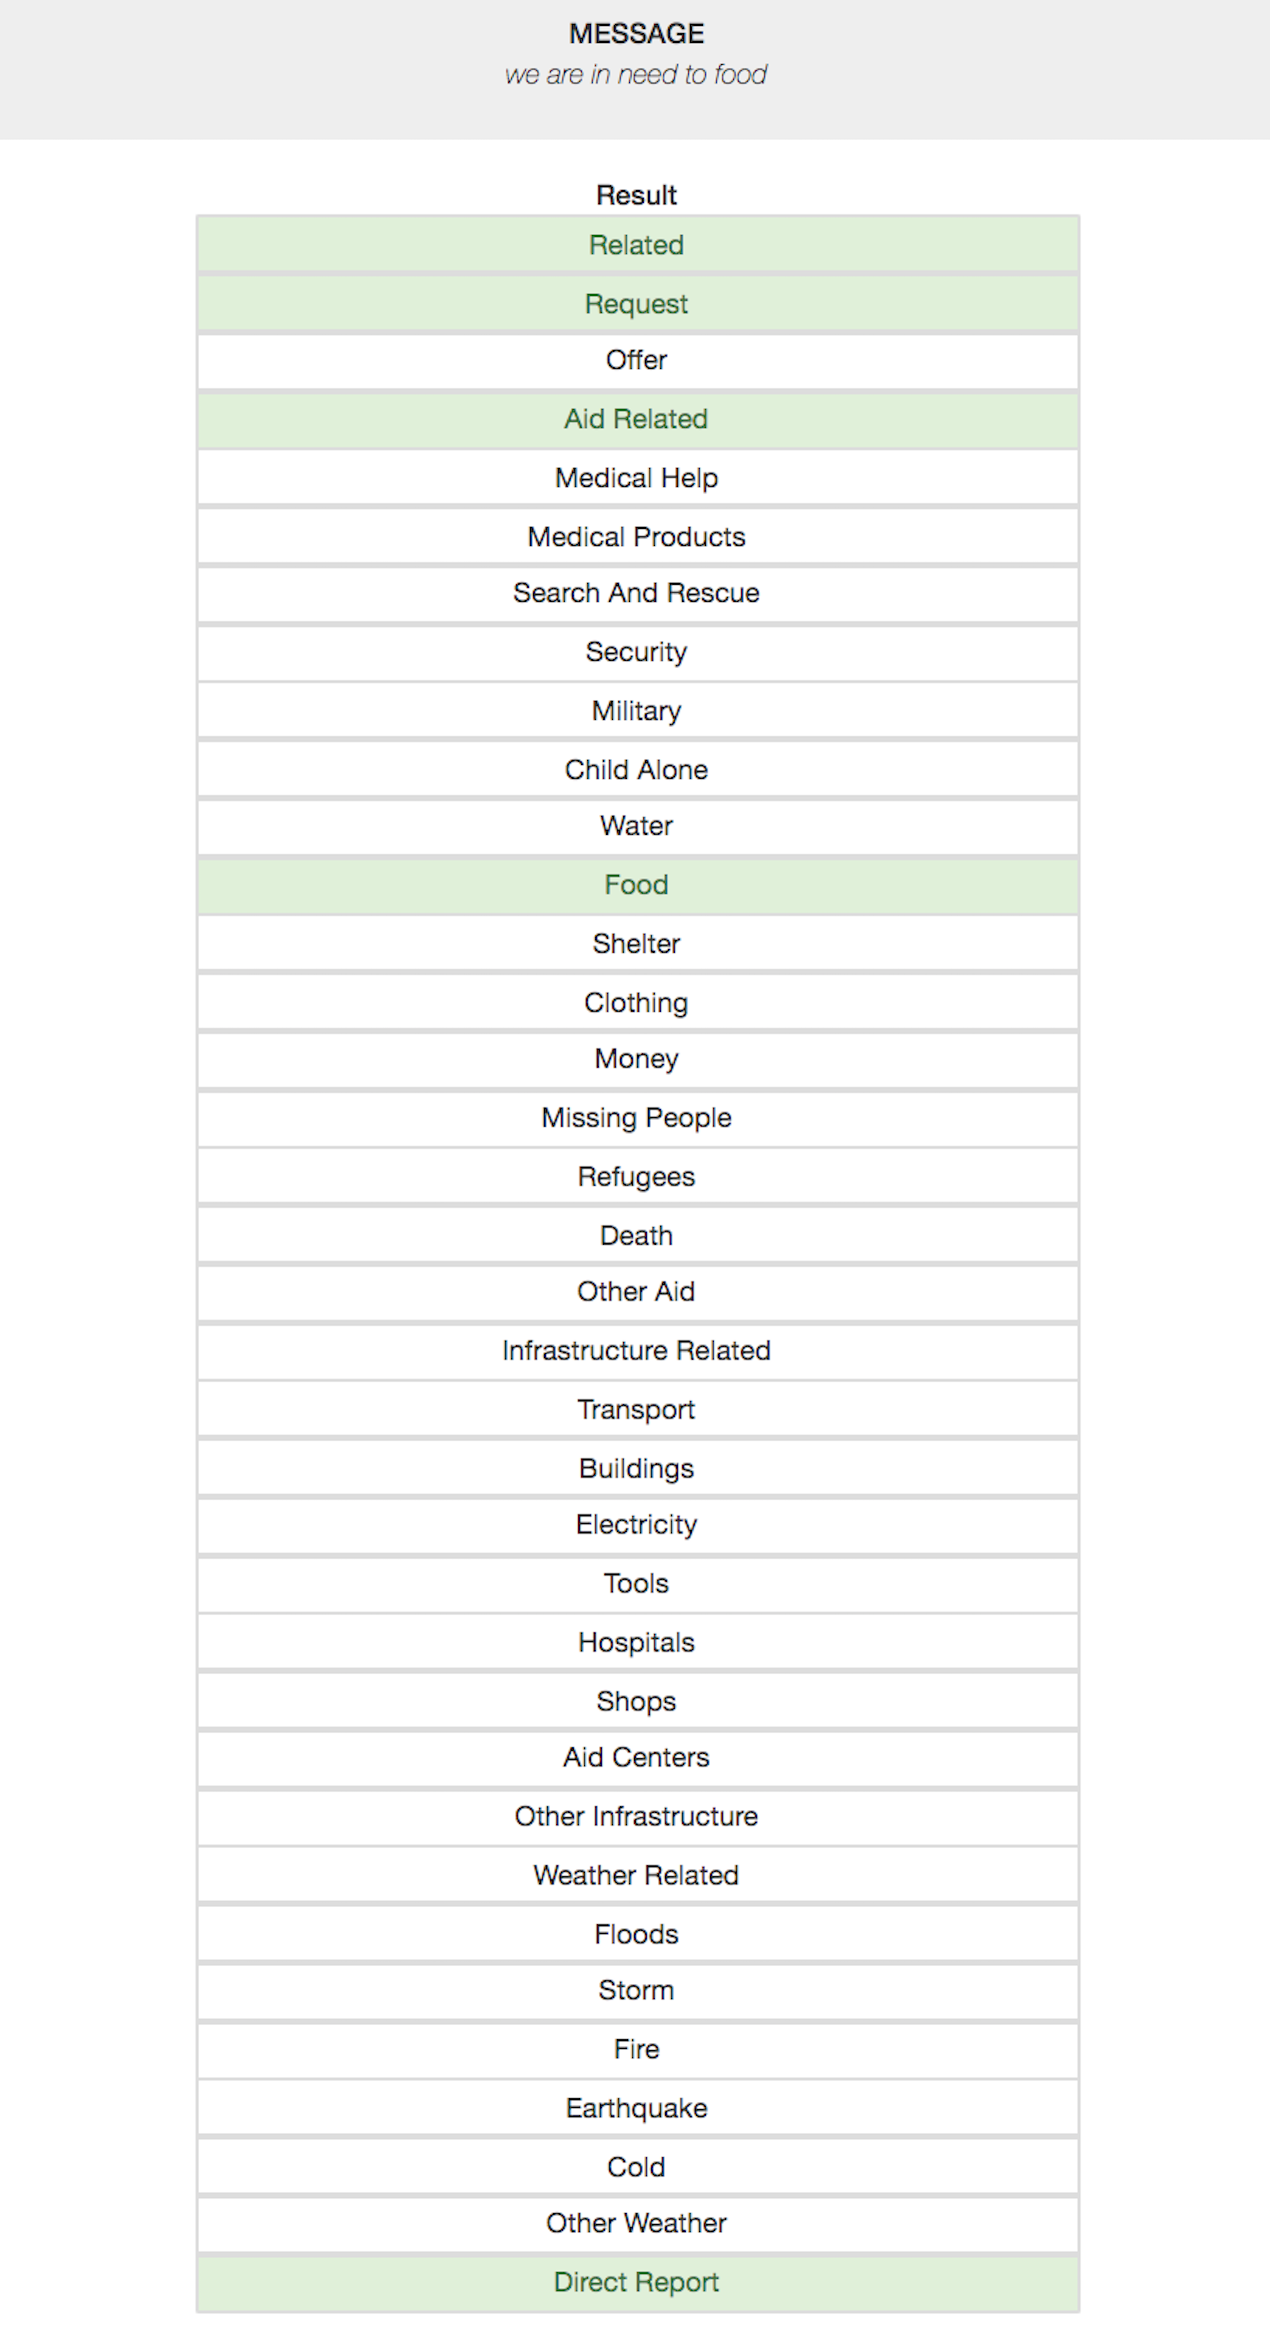 MESSAGE
we are in need to food
Result
Related
Request
Offer
Aid Related
Medical Help
Medical Products
Search And Rescue
Security
Military
Child Alone
Water
Food
Shelter
Clothing
Money
Missing People
Refugees
Death
Other Aid
Infrastructure Related
Transport
Buildings
Electricity
Tools
Hospitals
Shops
Aid Centers
Other Infrastructure
Weather Related
Floods
Storm
Fire
Earthquake
Cold
Other Weather
Direct Report